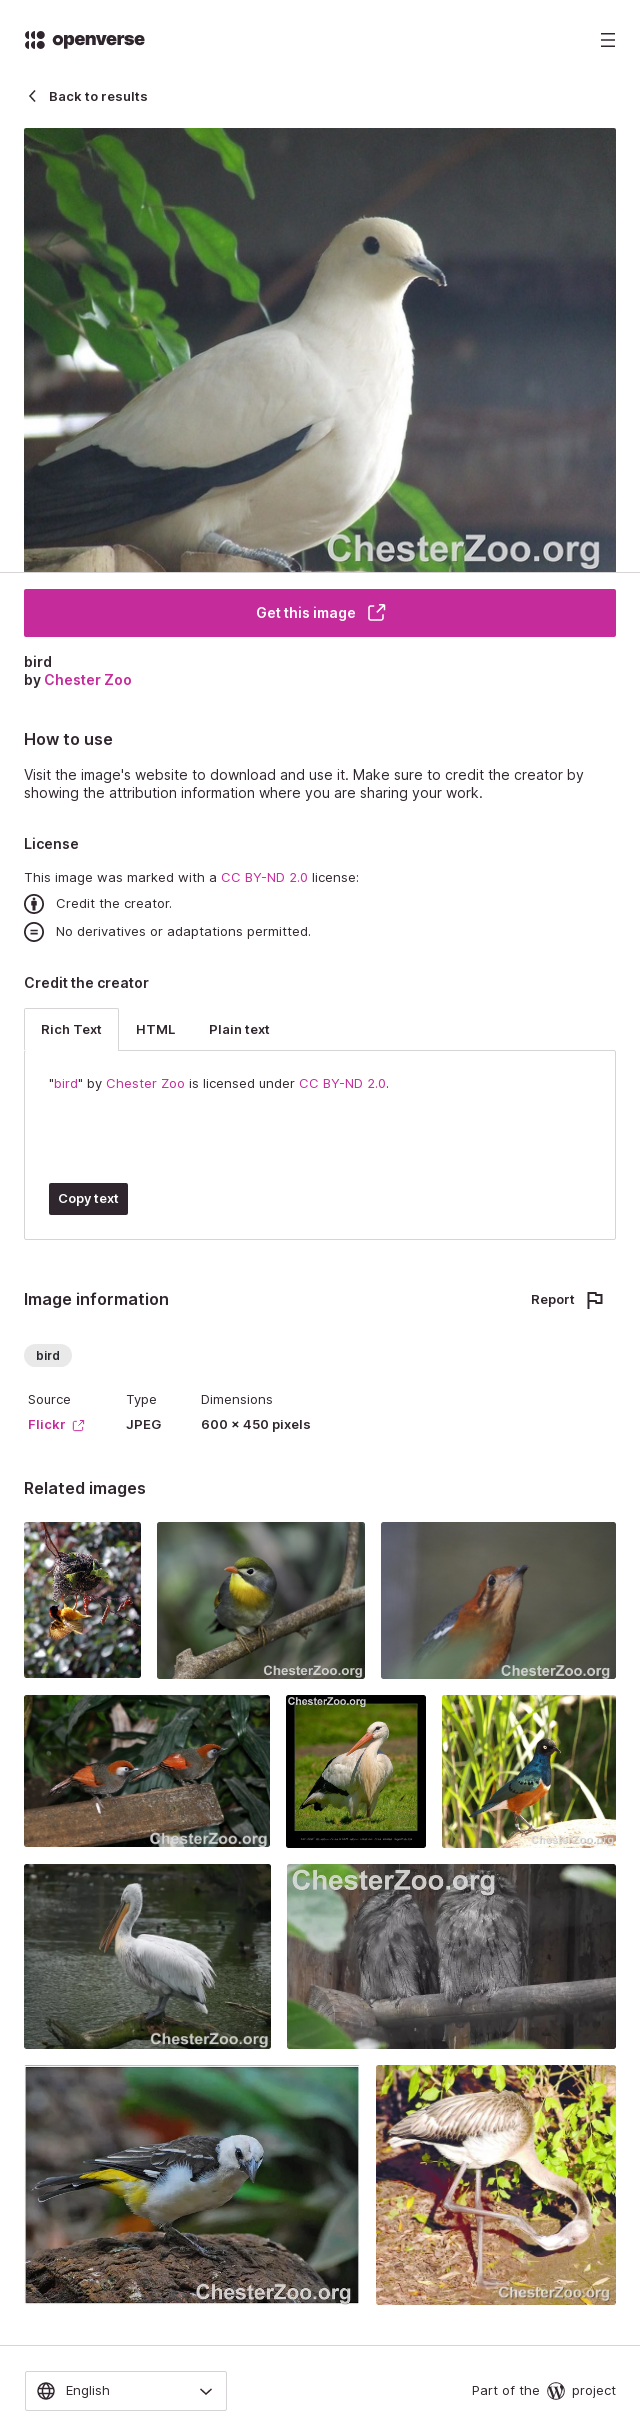 openverse
Back to results
ChesterZoo.org
Get this image
bird
by Chester Zoo
How to use
Visit the image's website to download and use it. Make sure to credit the creator by
showing the attribution information where you are sharing your work.
License
This image was marked with a CC BY-ND 2.0 license:
Credit the creator.
No derivatives or adaptations permitted.
Credit the creator
Rich Text HTML Plain text
"bird" by Chester Zoo is licensed under CC BY-ND 2.0.
Copy text
Image information
Report
bird
Source Type Dimensions
Flickr JPEG 600 × 450 pixels
Related images
ChesterZoo.org
ChesterZoo.org
ChesterZoo.org
ChesterZoo.org
ChesterZoo.org
ChesterZoo.org
ChesterZoo.org
ChesterZoo.org
ChesterZoo.org
English
Part of the project